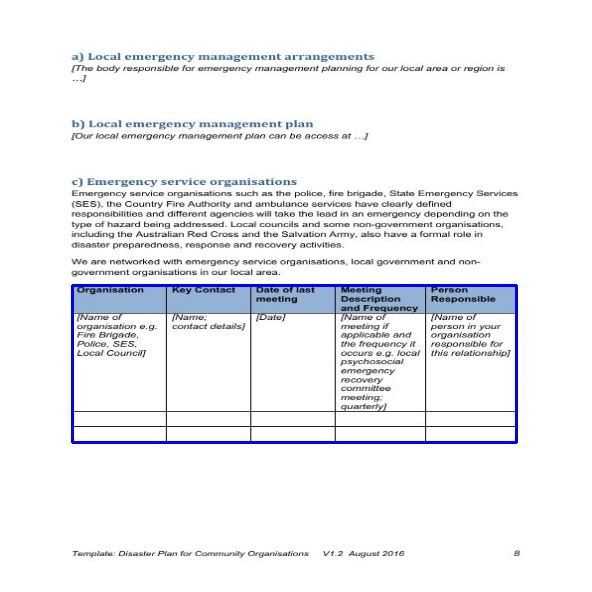 a) Local emergency management arrangements
[The body responsible for emergency management planning for our local area or region is
…]
b) Local emergency management plan
[Our local emergency management plan can be access at …]
c) Emergency service organisations
Emergency service organisations such as the police, fire brigade, State Emergency Services
(SES), the Country Fire Authority and ambulance services have clearly defined
responsibilities and different agencies will take the lead in an emergency depending on the
type of hazard being addressed. Local councils and some non-government organisations,
including the Australian Red Cross and the Salvation Army, also have a formal role in
disaster preparedness, response and recovery activities.
We are networked with emergency service organisations, local government and non-
government organisations in our local area.
Organisation Key Contact Date of last Meeting Person
meeting Description Responsible
and Frequency
[Name of [Name; [Date] [Name of [Name of
organisation e.g. contact details] meeting if person in your
Fire Brigade, applicable and organisation
Police, SES, the frequency it responsible for
Local Council] occurs e.g. local this relationship]
psychosocial
emergency
recovery
committee
meeting;
quarterly]
Template: Disaster Plan for Community Organisations V1.2 August 2016 8